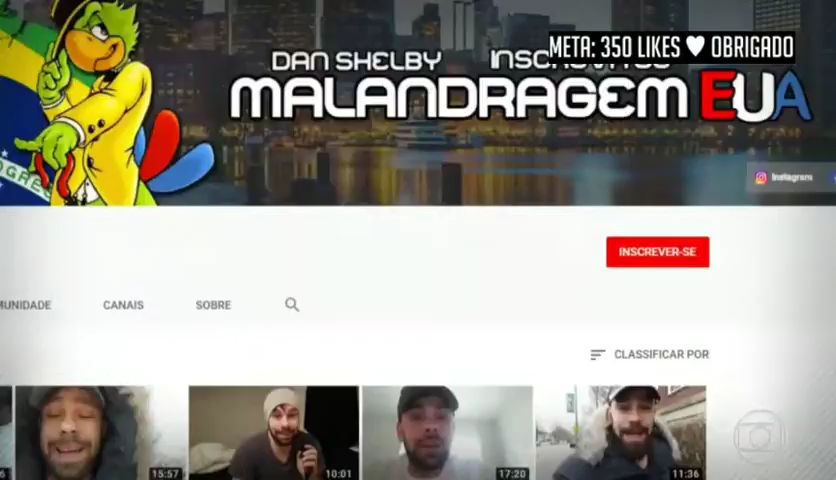 META: 350 LIKES ♥ OBRIGADO
DAN SHELBY
MALANDRAGEM EUA
Instagram
INSCREVER-SE
CANAIS
SOBRE
CLASSIFICAR POR
15:57
10:01
17:20
11:36